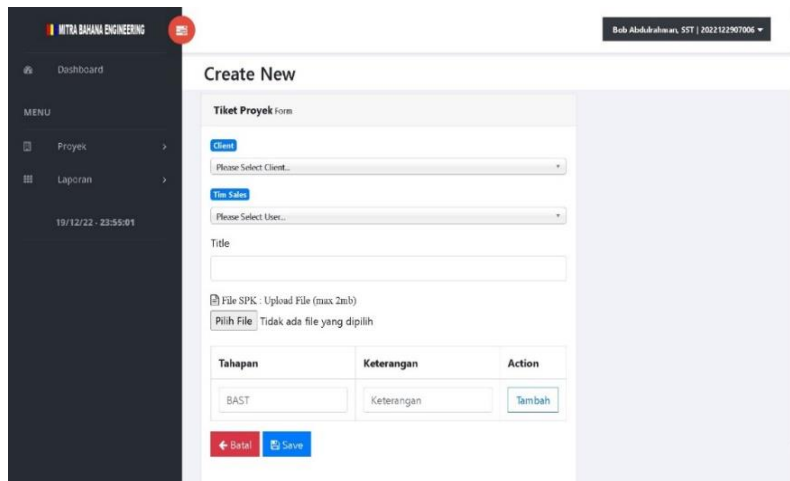 MITRA BAHANA ENGINEERING
Bob Abdulrahman, SST | 2022122907006
Dashboard
MENU
Proyek
Laporan
19/12/22 - 23:55:01
Create New
Tiket Proyek Form
Client
Please Select Client...
Tim Sales
Please Select User...
Title
File SPK : Upload File (max 2mb)
Pilih File Tidak ada file yang dipilih
Tahapan Keterangan Action
BAST Keterangan Tambah
Batal Save